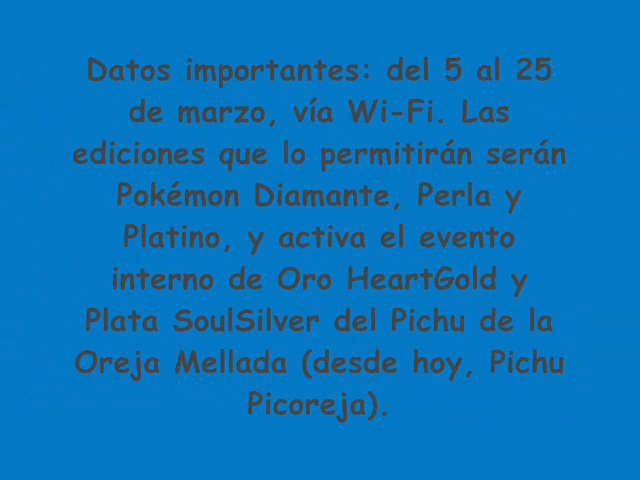 Datos importantes: del 5 al 25
de marzo, vía Wi-Fi. Las
ediciones que lo permitirán serán
Pokémon Diamante, Perla y
Platino, y activa el evento
interno de Oro HeartGold y
Plata SoulSilver del Pichu de la
Oreja Mellada (desde hoy, Pichu
Picoreja).